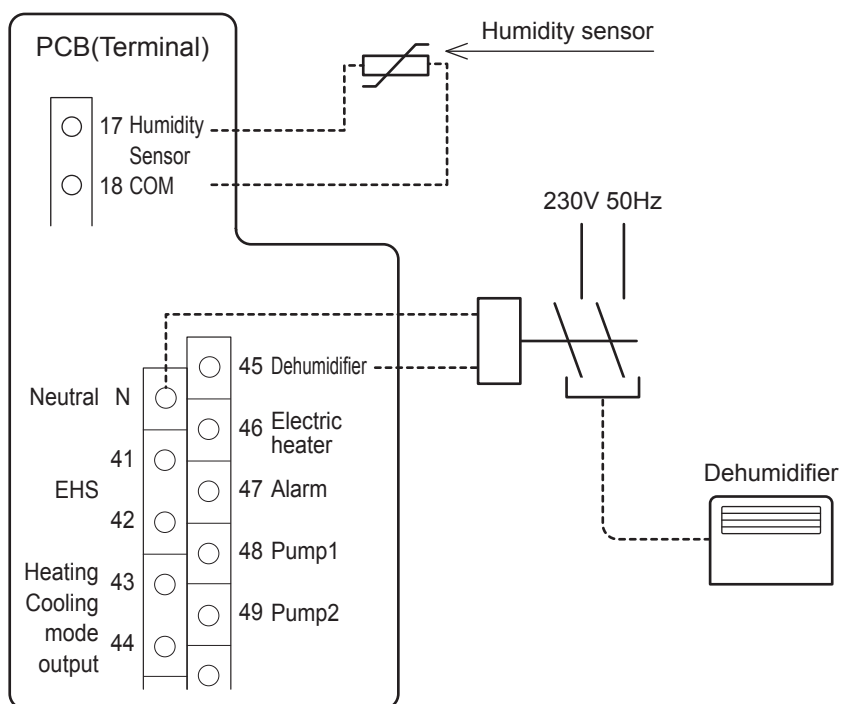 Humidity sensor
PCB(Terminal)
17 Humidity
Sensor
18 COM
230V 50Hz
45 Dehumidifier
Neutral N
46 Electric
heater
41
EHS
42
47 Alarm
48 Pump1
Heating
Cooling
mode
output
43
44
49 Pump2
Dehumidifier